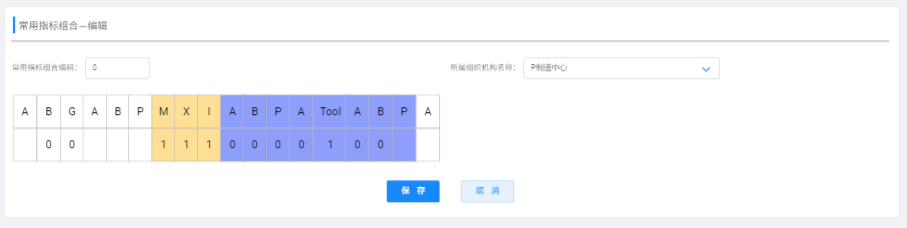 常用指标组合—编辑
常用指标组合编码： 0 所属组织机构名称： P制造中心
A B G A B P M X I A B P A Tool A B P A
0 0 1 1 1 0 0 0 0 1 0 0
保 存 取 消